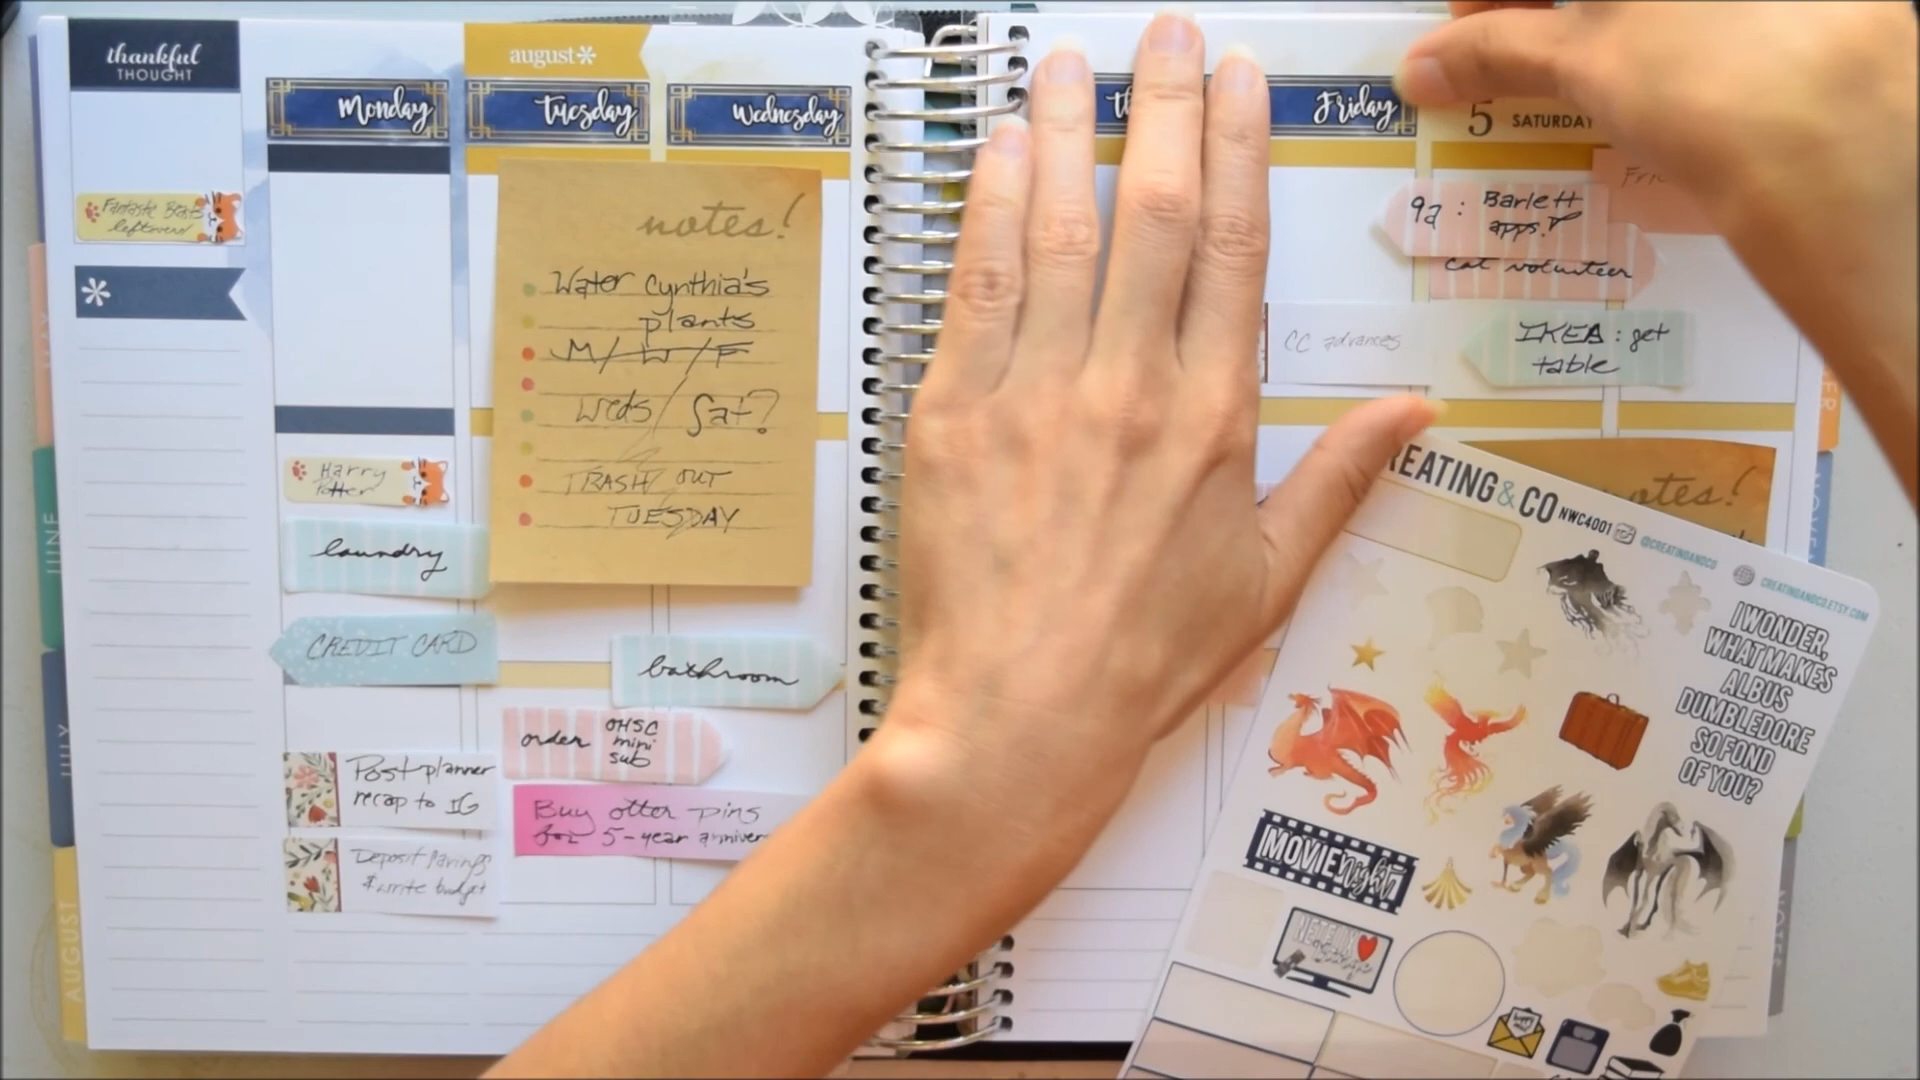 thankful
THOUGHT
august*
Monday
Tuesday
Wednesday
Friday
5 SATURDAY
Fantastic Beasts
leftovers!
*
notes!
Water Cynthia's
plants
M/W/F
Weds/Sat?
TRASH OUT
TUESDAY
Harry
Potter
laundry
CREDIT CARD
bathroom
order OHSC
mini
sub
Post planner
recap to IG
Buy otter pins
for 5-year
Deposit
& write budget
9a: Barlett
apps.
cat volunteer
IKEA: get
table
CC advances
notes!
REATING&CO NWC4001 @CREATINGANDCO CREATINGANDCO.ETSY.COM
I WONDER,
WHAT MAKES
ALBUS
DUMBLEDORE
SO FOND
OF YOU?
MOVIE night
NETFLIX
JUNE
JULY
AUGUST